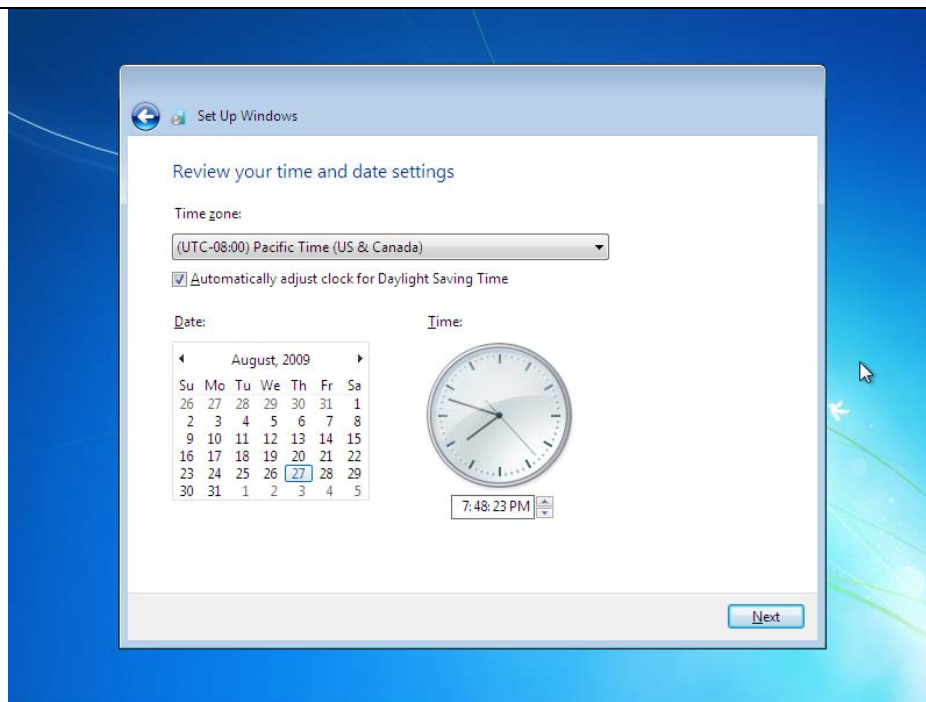 Set Up Windows
Review your time and date settings
Time zone:
(UTC-08:00) Pacific Time (US & Canada)
Automatically adjust clock for Daylight Saving Time
Date:
Time:
August, 2009
Su Mo Tu We Th Fr Sa
26 27 28 29 30 31 1
2 3 4 5 6 7 8
9 10 11 12 13 14 15
16 17 18 19 20 21 22
23 24 25 26 27 28 29
30 31 1 2 3 4 5
7:48:23 PM
Next